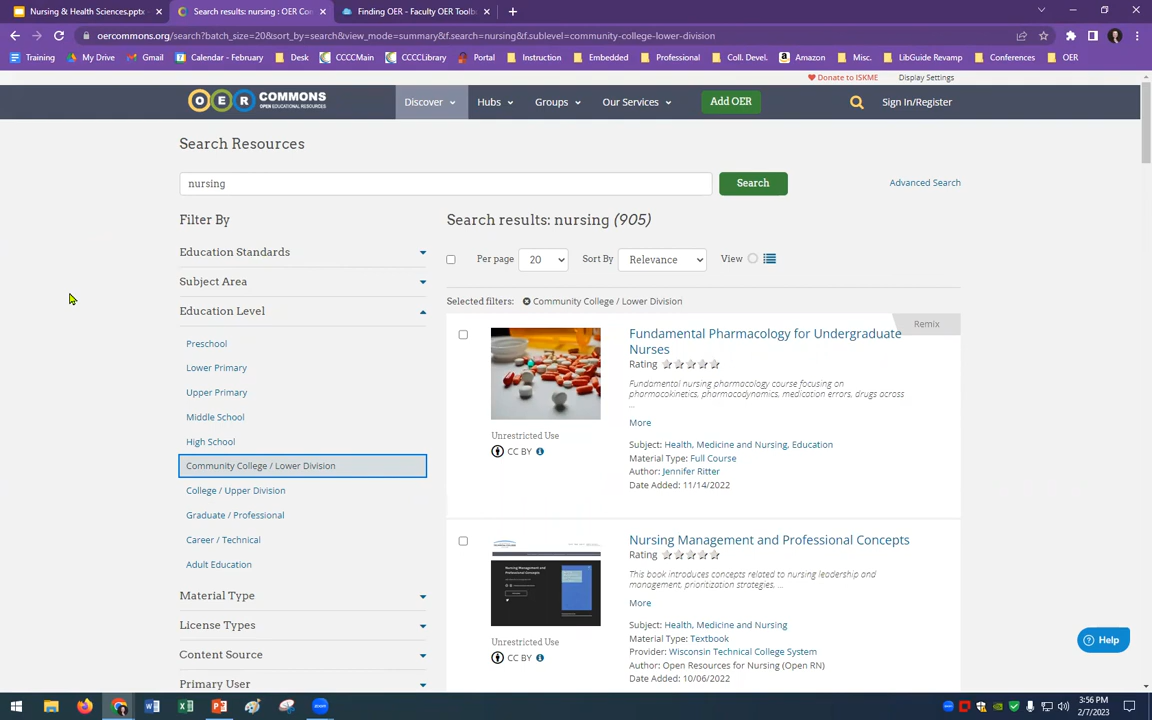 Nursing & Health Sciences.pptx
Search results: nursing : OER Co
Finding OER - Faculty OER Toolb
oercommons.org/search?batch_size=20&sort_by=search&view_mode=summary&f.search=nursing&f.sublevel=community-college-lower-division
Training My Drive Gmail Calendar - February Desk CCCCMain CCCCLibrary Portal Instruction Embedded Professional Coll. Devel. Amazon Misc. LibGuide Revamp Conferences OER
Donate to ISKME Display Settings
OER COMMONS
OPEN EDUCATIONAL RESOURCES
Discover Hubs Groups Our Services Add OER Sign In/Register
Search Resources
nursing Search Advanced Search
Filter By
Education Standards
Subject Area
Education Level
Preschool
Lower Primary
Upper Primary
Middle School
High School
Community College / Lower Division
College / Upper Division
Graduate / Professional
Career / Technical
Adult Education
Material Type
License Types
Content Source
Primary User
Search results: nursing (905)
Per page 20 Sort By Relevance View
Selected filters: Community College / Lower Division
Remix
Fundamental Pharmacology for Undergraduate
Nurses
Rating
Fundamental nursing pharmacology course focusing on
pharmacokinetics, pharmacodynamics, medication errors, drugs across
...
More
Unrestricted Use
CC BY
Subject: Health, Medicine and Nursing, Education
Material Type: Full Course
Author: Jennifer Ritter
Date Added: 11/14/2022
Nursing Management and Professional Concepts
Rating
This book introduces concepts related to nursing leadership and
management, prioritization strategies, ...
More
Unrestricted Use
CC BY
Subject: Health, Medicine and Nursing
Material Type: Textbook
Provider: Wisconsin Technical College System
Author: Open Resources for Nursing (Open RN)
Date Added: 10/06/2022
Help
3:56 PM
2/7/2023